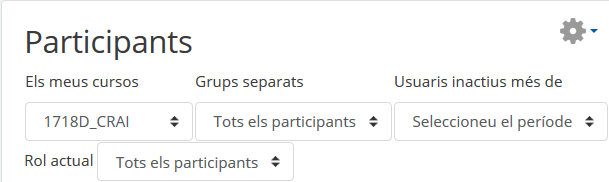 Participants
Els meus cursos Grups separats Usuaris inactius més de
1718D_CRAI Tots els participants Seleccioneu el període
Rol actual Tots els participants